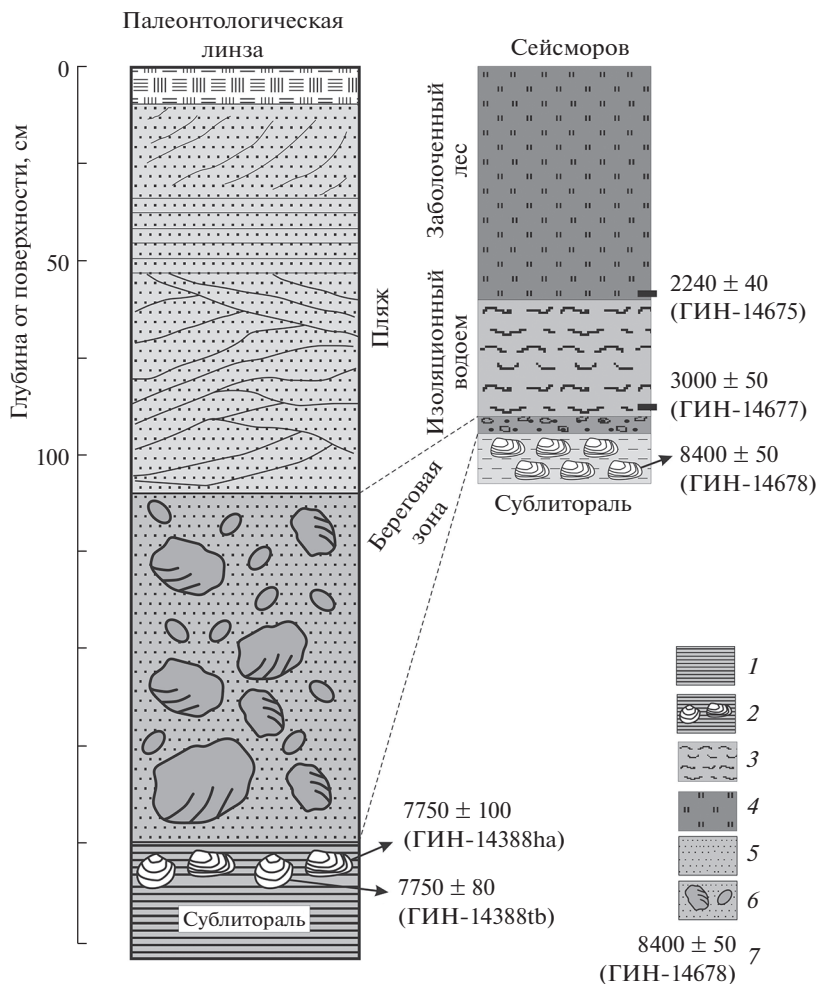 Палеонтологическая
линза
Сейсморов
0
50
100
Глубина от поверхности, см
Пляж
Береговая
зона
Заболоченный
лес
Изоляционный
водоем
2240 ± 40
(ГИН-14675)
3000 ± 50
(ГИН-14677)
8400 ± 50
(ГИН-14678)
Сублитораль
7750 ± 100
(ГИН-14388ha)
7750 ± 80
(ГИН-14388tb)
Сублитораль
1
2
3
4
5
6
8400 ± 50
(ГИН-14678)
7